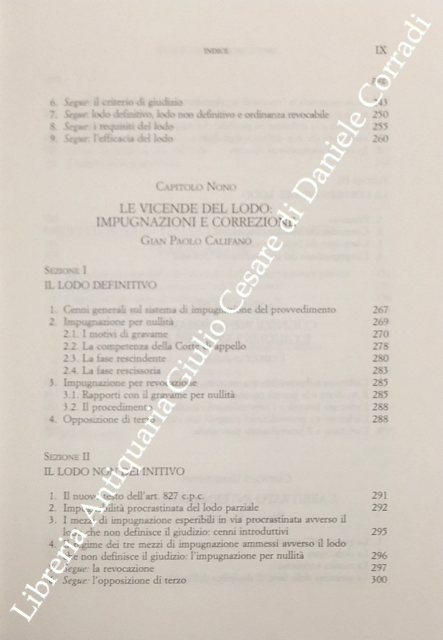 INDICE IX
6. Segue: il criterio di giudizio 243
7. Segue: lodo definitivo, lodo non definitivo e ordinanza revocabile 250
8. Segue: i requisiti del lodo 253
9. Segue: l'efficacia del lodo 260
CAPITOLO NONO
LE VICENDE DEL LODO:
IMPUGNAZIONI E CORREZIONE
GIAN PAOLO CALIFANO
SEZIONE I
IL LODO DEFINITIVO
1. Cenni generali sul sistema di impugnazione del provvedimento 267
2. Impugnazione per nullità 269
2.1. I motivi di gravame 270
2.2. La competenza della Corte di appello 278
2.3. La fase rescindente 280
2.4. La fase rescissoria 283
3. Impugnazione per revocazione 285
3.1. Rapporti con il gravame per nullità 285
3.2. Il procedimento 288
4. Opposizione di terzo 288
SEZIONE II
IL LODO NON DEFINITIVO
1. Il nuovo testo dell'art. 827 c.p.c. 291
2. Impugnabilità procrastinata del lodo parziale 292
3. I mezzi di impugnazione esperibili in via procrastinata avverso il
lodo che non definisce il giudizio: cenni introduttivi 295
4. Il regime dei tre mezzi di impugnazione ammessi avverso il lodo
che non definisce il giudizio: l'impugnazione per nullità 296
Segue: la revocazione 297
Segue: l'opposizione di terzo 300
Libreria Antiquaria Giulio Cesare di Daniele Corradi